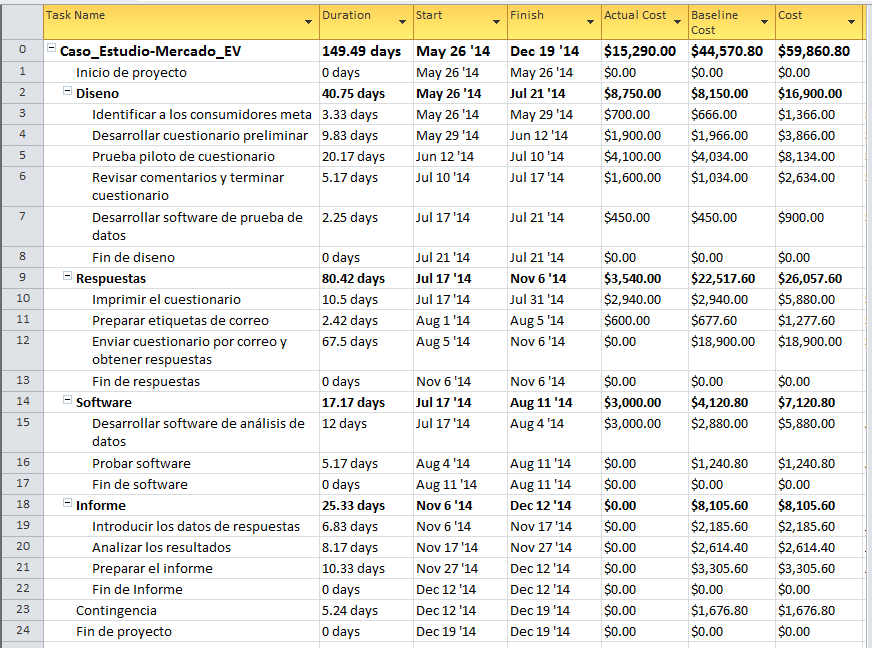 Task Name Duration Start Finish Actual Cost Baseline Cost Cost
0 Caso_Estudio-Mercado_EV 149.49 days May 26 '14 Dec 19 '14 $15,290.00 $44,570.80 $59,860.80
1 Inicio de proyecto 0 days May 26 '14 May 26 '14 $0.00 $0.00 $0.00
2 Diseno 40.75 days May 26 '14 Jul 21 '14 $8,750.00 $8,150.00 $16,900.00
3 Identificar a los consumidores meta 3.33 days May 26 '14 May 29 '14 $700.00 $666.00 $1,366.00
4 Desarrollar cuestionario preliminar 9.83 days May 29 '14 Jun 12 '14 $1,900.00 $1,966.00 $3,866.00
5 Prueba piloto de cuestionario 20.17 days Jun 12 '14 Jul 10 '14 $4,100.00 $4,034.00 $8,134.00
6 Revisar comentarios y terminar cuestionario 5.17 days Jul 10 '14 Jul 17 '14 $1,600.00 $1,034.00 $2,634.00
7 Desarrollar software de prueba de datos 2.25 days Jul 17 '14 Jul 21 '14 $450.00 $450.00 $900.00
8 Fin de diseno 0 days Jul 21 '14 Jul 21 '14 $0.00 $0.00 $0.00
9 Respuestas 80.42 days Jul 17 '14 Nov 6 '14 $3,540.00 $22,517.60 $26,057.60
10 Imprimir el cuestionario 10.5 days Jul 17 '14 Jul 31 '14 $2,940.00 $2,940.00 $5,880.00
11 Preparar etiquetas de correo 2.42 days Aug 1 '14 Aug 5 '14 $600.00 $677.60 $1,277.60
12 Enviar cuestionario por correo y obtener respuestas 67.5 days Aug 5 '14 Nov 6 '14 $0.00 $18,900.00 $18,900.00
13 Fin de respuestas 0 days Nov 6 '14 Nov 6 '14 $0.00 $0.00 $0.00
14 Software 17.17 days Jul 17 '14 Aug 11 '14 $3,000.00 $4,120.80 $7,120.80
15 Desarrollar software de análisis de datos 12 days Jul 17 '14 Aug 4 '14 $3,000.00 $2,880.00 $5,880.00
16 Probar software 5.17 days Aug 4 '14 Aug 11 '14 $0.00 $1,240.80 $1,240.80
17 Fin de software 0 days Aug 11 '14 Aug 11 '14 $0.00 $0.00 $0.00
18 Informe 25.33 days Nov 6 '14 Dec 12 '14 $0.00 $8,105.60 $8,105.60
19 Introducir los datos de respuestas 6.83 days Nov 6 '14 Nov 17 '14 $0.00 $2,185.60 $2,185.60
20 Analizar los resultados 8.17 days Nov 17 '14 Nov 27 '14 $0.00 $2,614.40 $2,614.40
21 Preparar el informe 10.33 days Nov 27 '14 Dec 12 '14 $0.00 $3,305.60 $3,305.60
22 Fin de Informe 0 days Dec 12 '14 Dec 12 '14 $0.00 $0.00 $0.00
23 Contingencia 5.24 days Dec 12 '14 Dec 19 '14 $0.00 $1,676.80 $1,676.80
24 Fin de proyecto 0 days Dec 19 '14 Dec 19 '14 $0.00 $0.00 $0.00